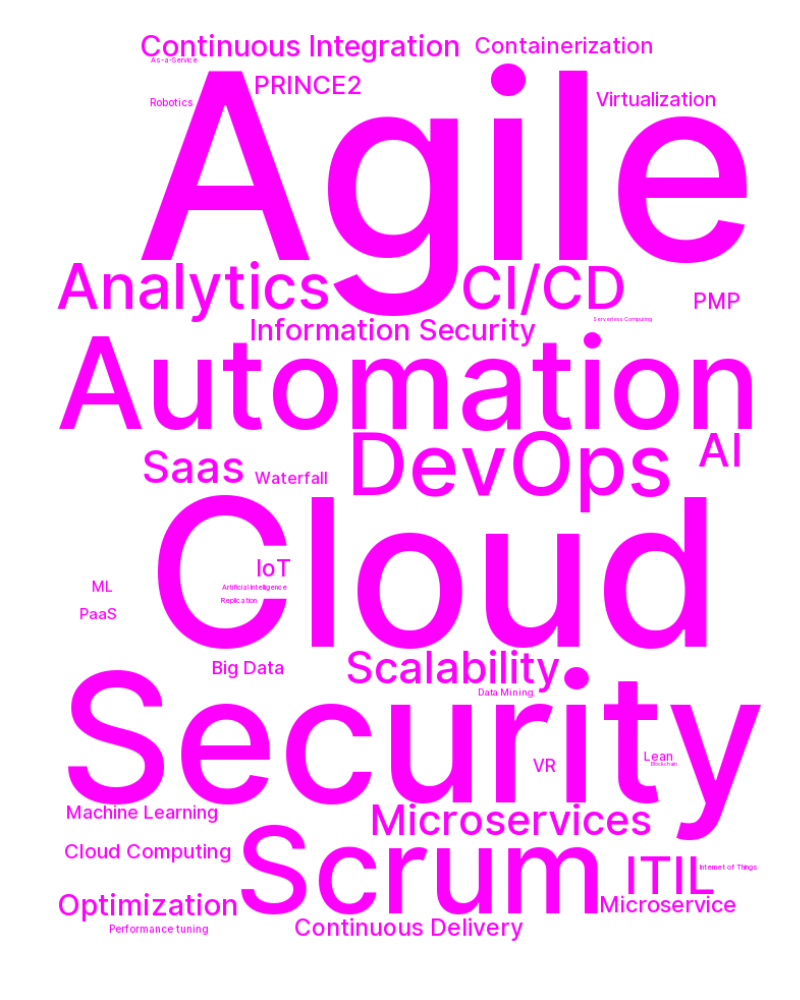 Continuous Integration
Containerization
As-a-Service
PRINCE2
Virtualization
Robotics
Agile
Analytics
CI/CD
PMP
Serverless Computing
Information Security
Automation
DevOps
AI
Saas
Waterfall
Cloud
IoT
Artificial Intelligence
ML
Replication
PaaS
Big Data
Scalability
Data Mining
Security
VR
Lean
Blockchain
Machine Learning
Microservices
Cloud Computing
Scrum
ITIL
Internet of Things
Optimization
Microservice
Performance tuning
Continuous Delivery